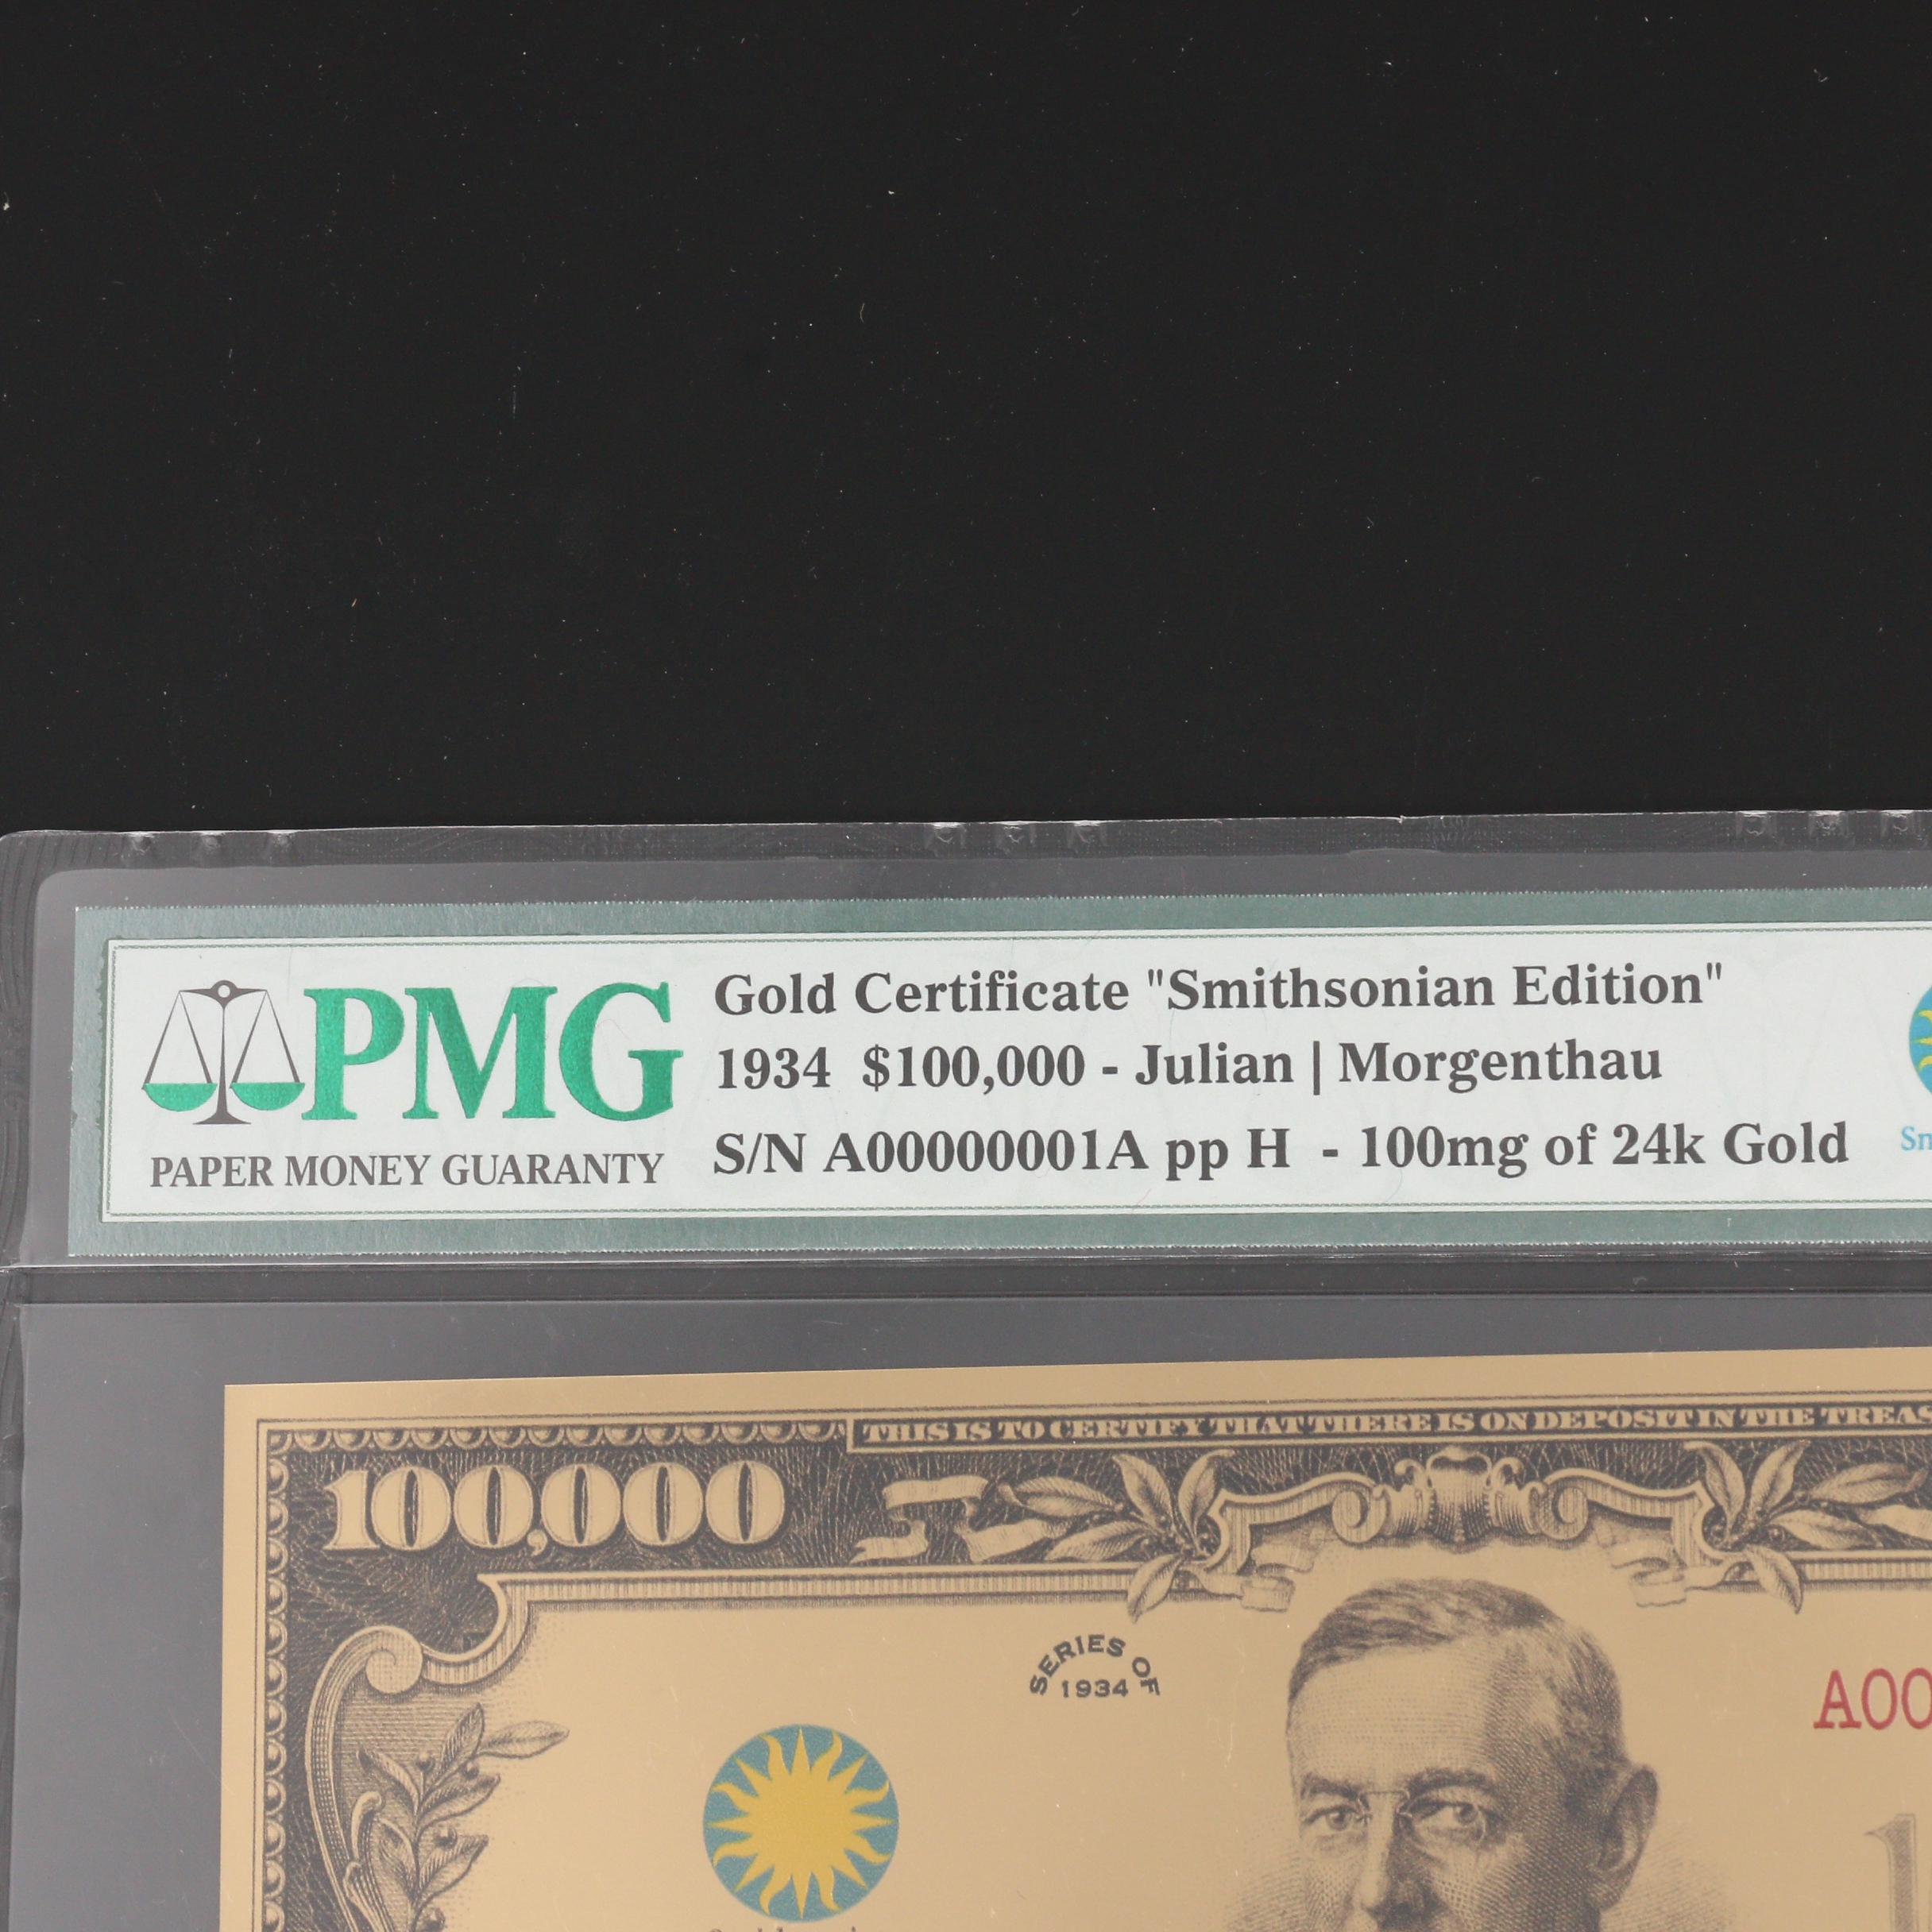 PMG
PAPER MONEY GUARANTY
Gold Certificate "Smithsonian Edition"
1934 $100,000 - Julian | Morgenthau
S/N A00000001A pp H - 100mg of 24k Gold
THIS IS TO CERTIFY THAT THERE IS ON DEPOSIT IN THE
100,000
SERIES OF
1934